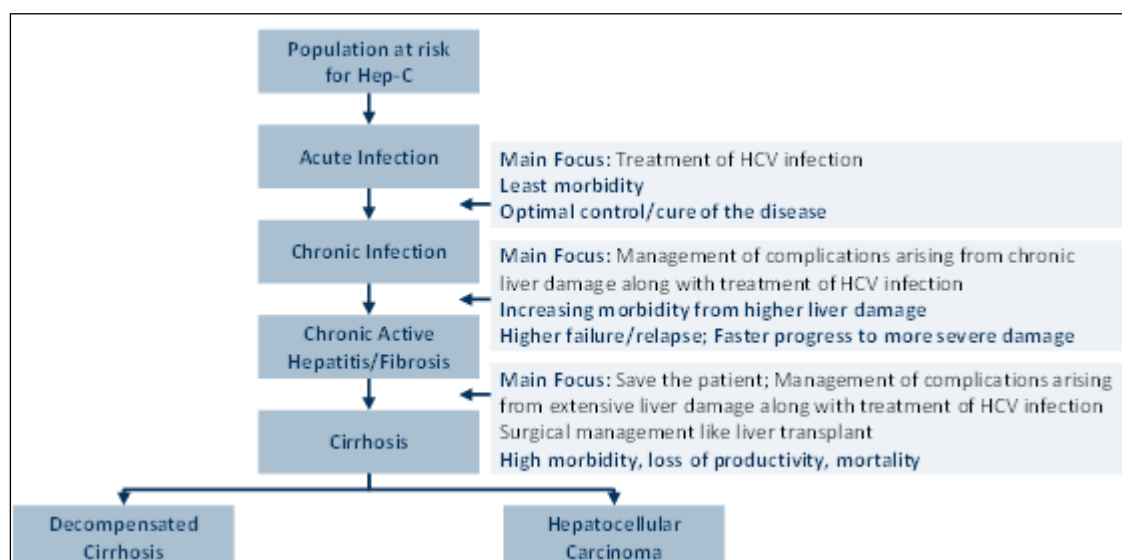 Population at risk
for Hep-C
Acute Infection
Main Focus: Treatment of HCV infection
Least morbidity
Optimal control/cure of the disease
Chronic Infection
Main Focus: Management of complications arising from chronic
liver damage along with treatment of HCV infection
Increasing morbidity from higher liver damage
Higher failure/relapse; Faster progress to more severe damage
Chronic Active
Hepatitis/Fibrosis
Main Focus: Save the patient; Management of complications arising
from extensive liver damage along with treatment of HCV infection
Surgical management like liver transplant
High morbidity, loss of productivity, mortality
Cirrhosis
Decompensated
Cirrhosis
Hepatocellular
Carcinoma